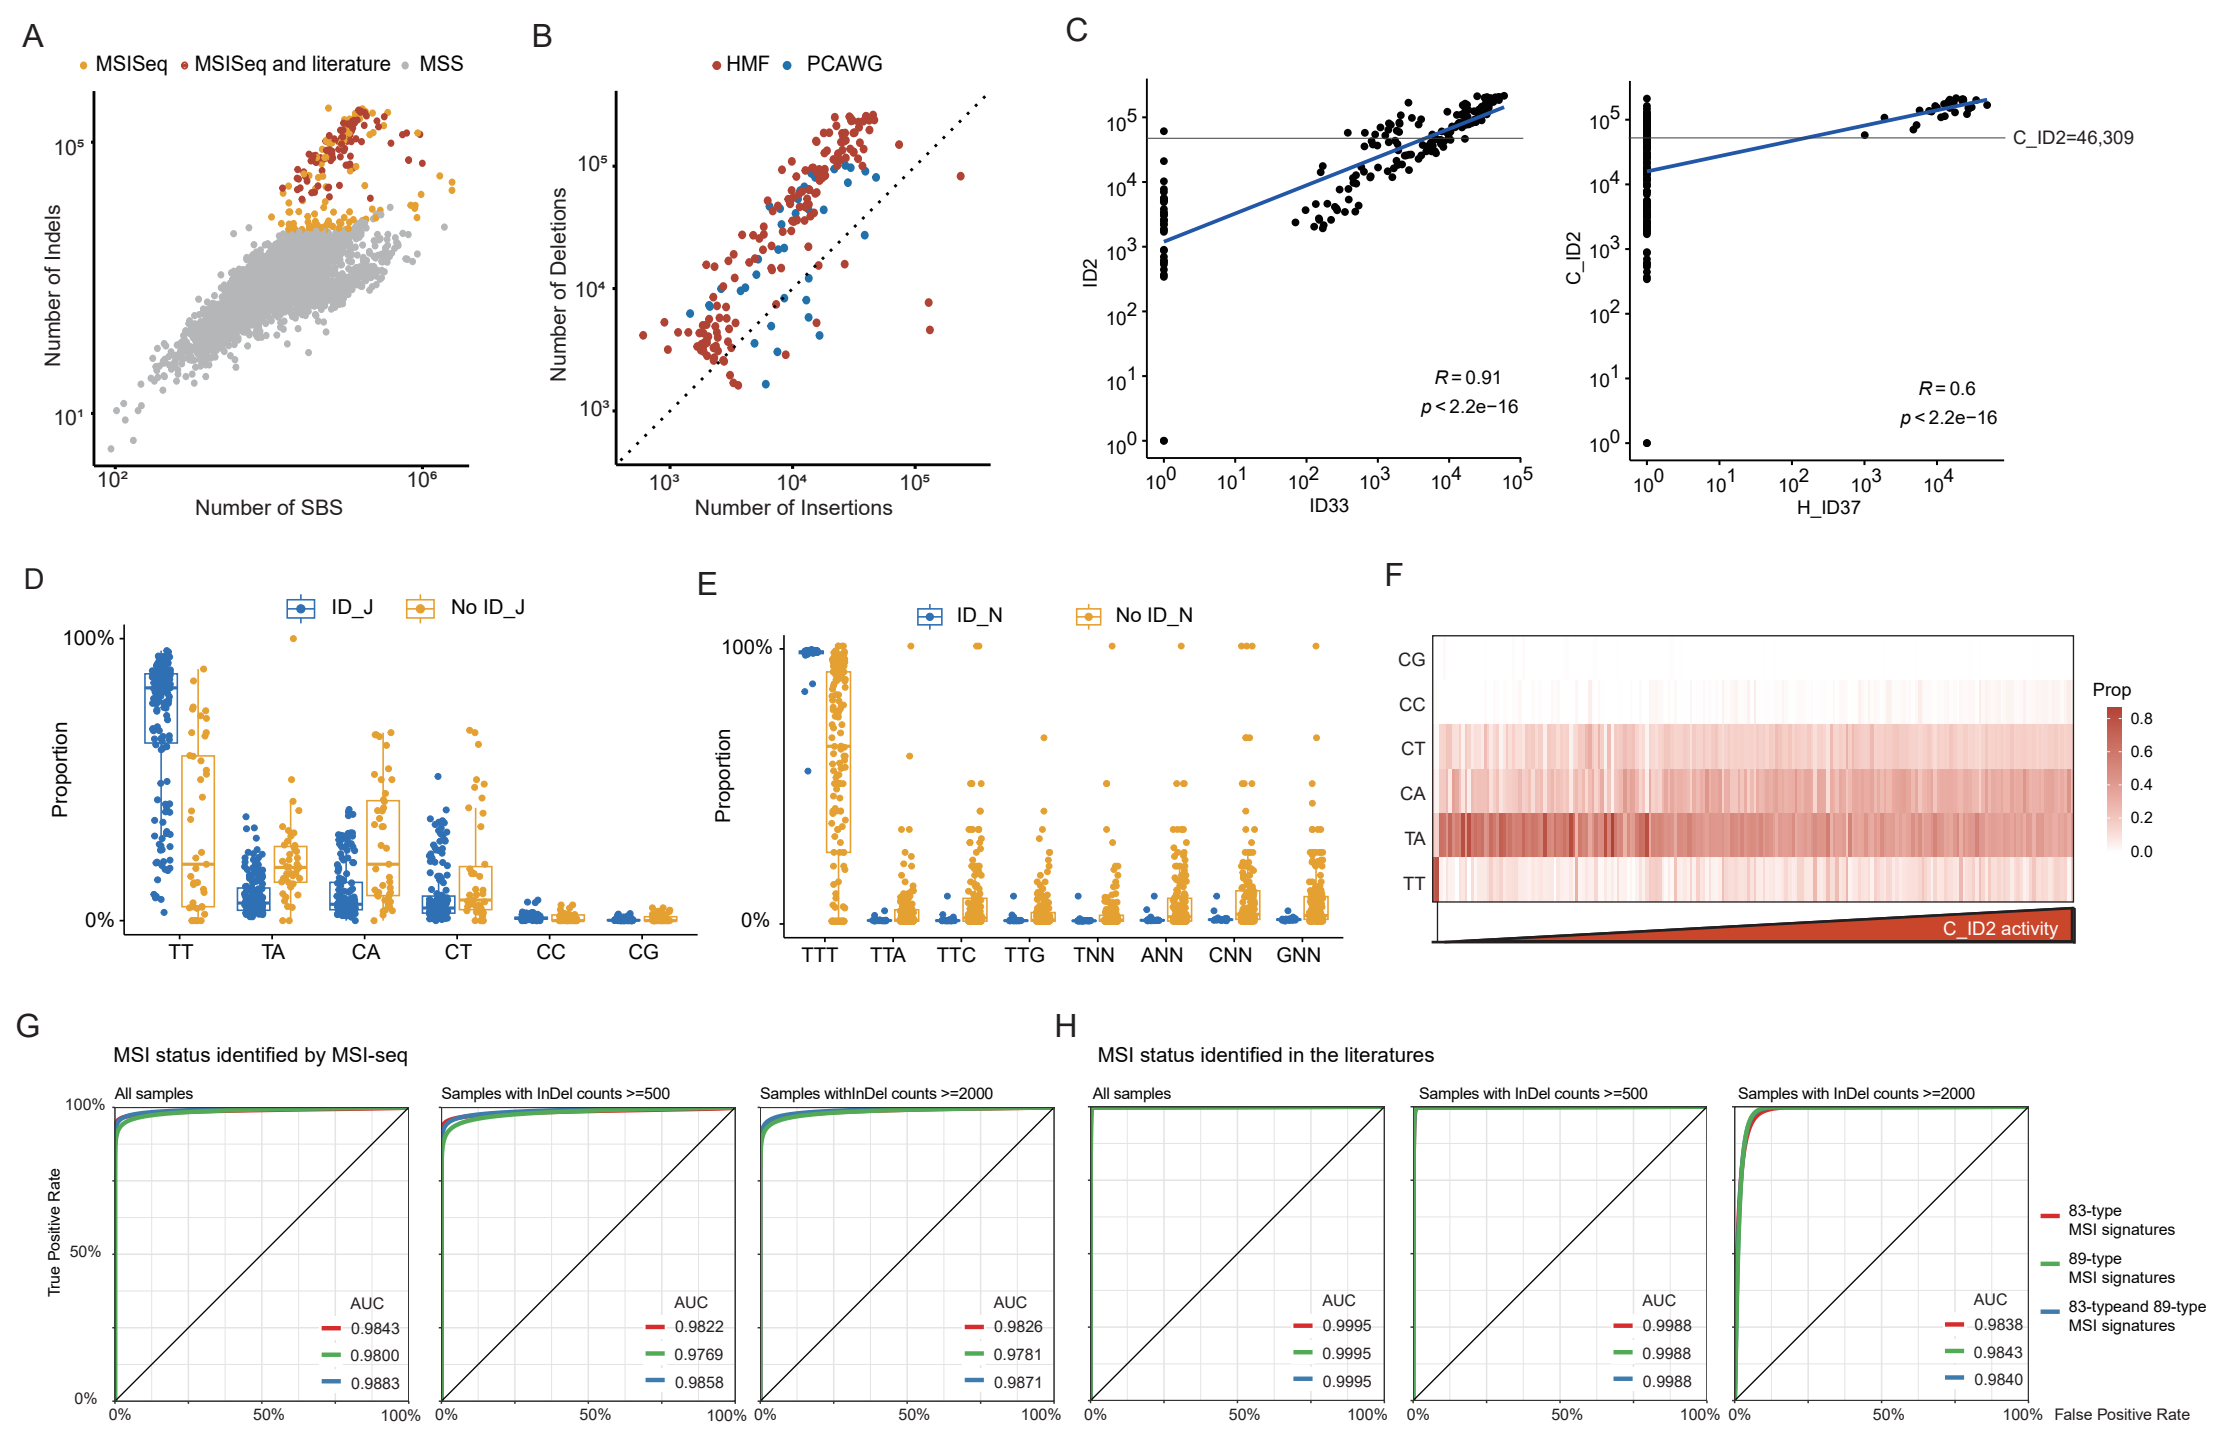 A
MSISeq MSISeq and literature MSS
10⁵
10¹
10² 10⁶
Number of Indels
Number of SBS
B
HMF PCAWG
10⁵
10⁴
10³
10³ 10⁴ 10⁵
Number of Deletions
Number of Insertions
C
10⁵
10⁴
10³
10²
10¹
10⁰
ID2
R = 0.91
p < 2.2e−16
10⁰ 10¹ 10² 10³ 10⁴ 10⁵
ID33
10⁵
10⁴
10³
10²
10¹
10⁰
C_ID2
C_ID2=46,309
R = 0.6
p < 2.2e−16
10⁰ 10¹ 10² 10³ 10⁴
H_ID37
D
ID_J No ID_J
100%
0%
Proportion
TT TA CA CT CC CG
E
ID_N No ID_N
100%
0%
Proportion
TTT TTA TTC TTG TNN ANN CNN GNN
F
CG
CC
CT
CA
TA
TT
C_ID2 activity
Prop
0.8
0.6
0.4
0.2
0.0
G
MSI status identified by MSI-seq
All samples
100%
50%
0%
True Positive Rate
AUC
0.9843
0.9800
0.9883
0% 50% 100%
Samples with InDel counts >=500
AUC
0.9822
0.9769
0.9858
0% 50% 100%
Samples withInDel counts >=2000
AUC
0.9826
0.9781
0.9871
0% 50% 100%
H
MSI status identified in the literatures
All samples
AUC
0.9995
0.9995
0.9995
0% 50% 100%
Samples with InDel counts >=500
AUC
0.9988
0.9988
0.9988
0% 50% 100%
Samples with InDel counts >=2000
AUC
0.9838
0.9843
0.9840
0% 50% 100%
False Positive Rate
83-type
MSI signatures
89-type
MSI signatures
83-typeand 89-type
MSI signatures